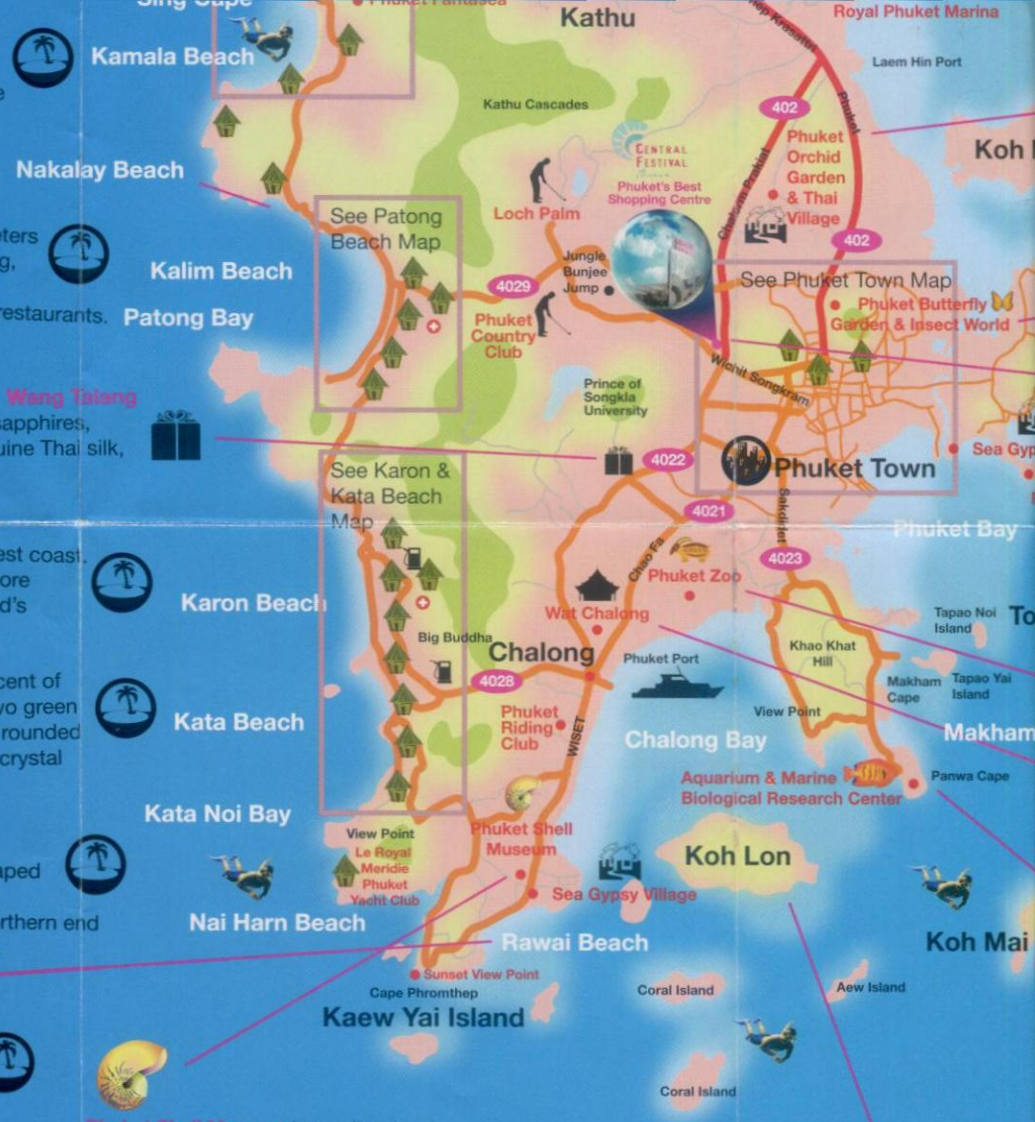 Sing Cape
Phuket Fantasea
Kathu
Royal Phuket Marina
Kamala Beach
Laem Hin Port
Kathu Cascades
402
Phuket
CENTRAL
FESTIVAL
Phuket's Best
Shopping Centre
Phuket
Orchid
Garden
& Thai
Village
Koh
Chalerm Prakiat
Nakalay Beach
See Patong
Beach Map
Loch Palm
eters
g,
402
Jungle
Bunjee
Jump
Kalim Beach
4029
See Phuket Town Map
Phuket Butterfly
Garden & Insect World
restaurants.
Patong Bay
Phuket
Country
Club
Wichit Songkram
Prince of
Songkla
University
Wang Talang
sapphires,
uine Thai silk,
4022
Sea Gyp
Phuket Town
See Karon &
Kata Beach
Map
4021
Sakdidet
Phuket Bay
est coast.
ore
d's
Chao Fa
4023
Phuket Zoo
Karon Beach
Wat Chalong
Tapao Noi
Island
To
Big Buddha
Chalong
Khao Khat
Hill
Phuket Port
4028
cent of
vo green
rounded
crystal
Makham
Cape
Tapao Yai
Island
Kata Beach
Phuket
Riding
Club
WISET
View Point
Chalong Bay
Makham
Aquarium & Marine
Biological Research Center
Panwa Cape
Kata Noi Bay
View Point
Phuket Shell
Museum
Le Royal
Meridie
Phuket
Yacht Club
Koh Lon
aped
rthern end
Sea Gypsy Village
Nai Harn Beach
Rawai Beach
Koh Mai
Sunset View Point
Cape Phromthep
Coral Island
Aew Island
Kaew Yai Island
Coral Island